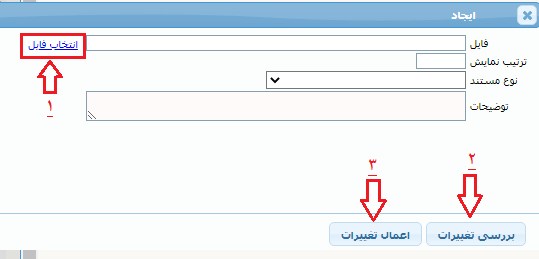 ایجاد
فایل انتخاب فایل
ترتیب نمایش
نوع مستند
۱
توضیحات
۲
۳
بررسی تغییرات اعمال تغییرات